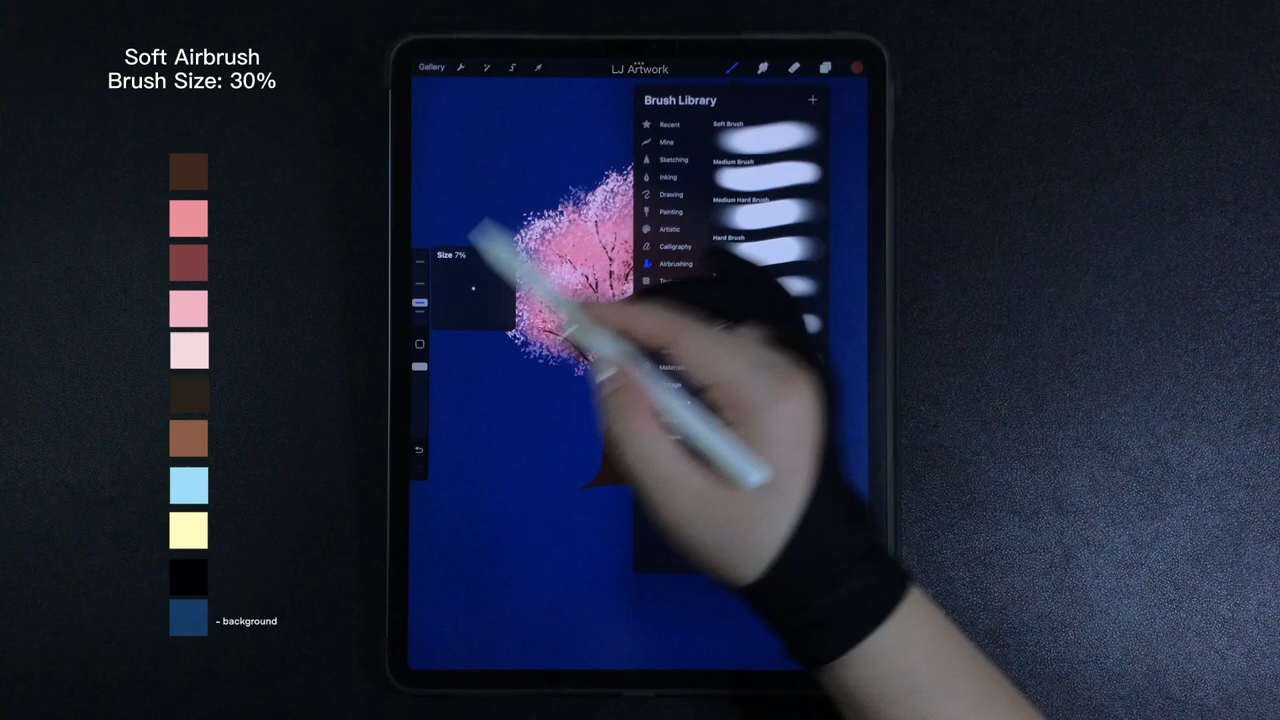 Soft Airbrush
Brush Size: 30%
Gallery
LJ Artwork
Brush Library
Recent
Mine
Sketching
Inking
Drawing
Painting
Artistic
Calligraphy
Airbrushing
Soft Brush
Medium Brush
Medium Hard Brush
Hard Brush
Size 7%
- background